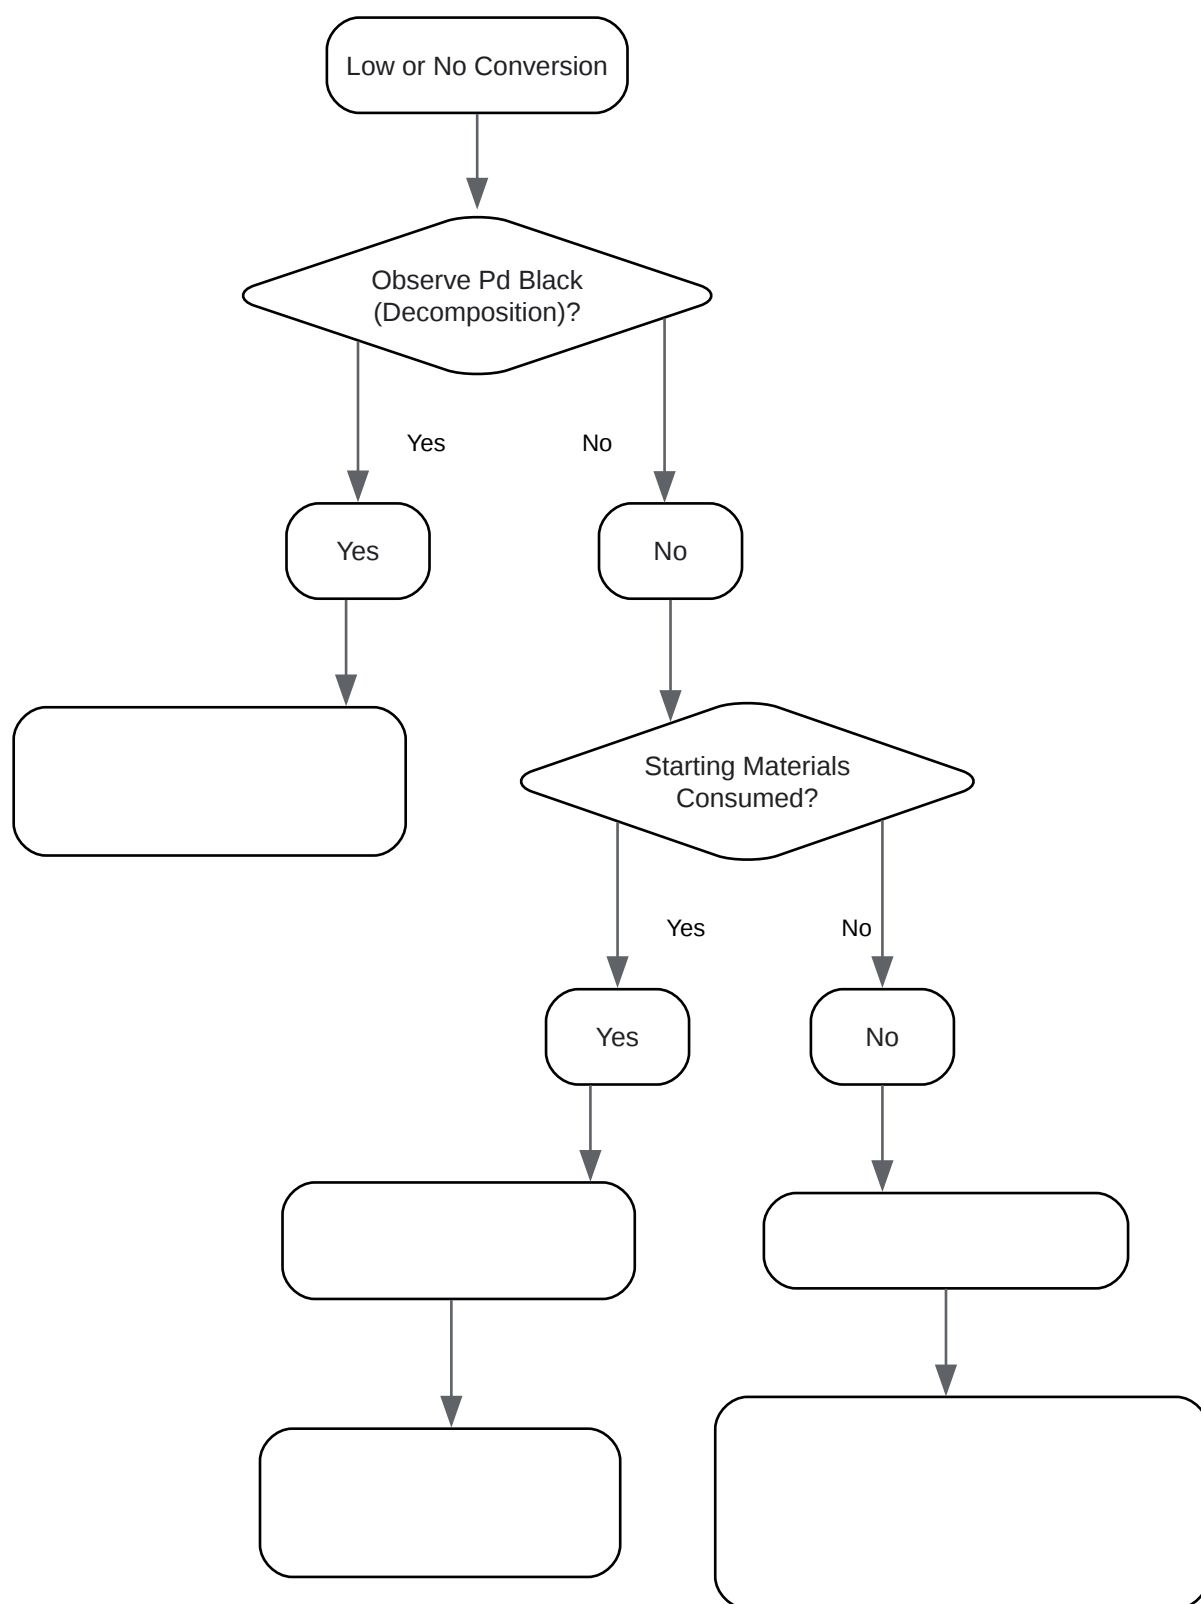 Low or No Conversion
Observe Pd Black
(Decomposition)?
Yes
No
Yes
No
Starting Materials
Consumed?
Yes
No
Yes
No